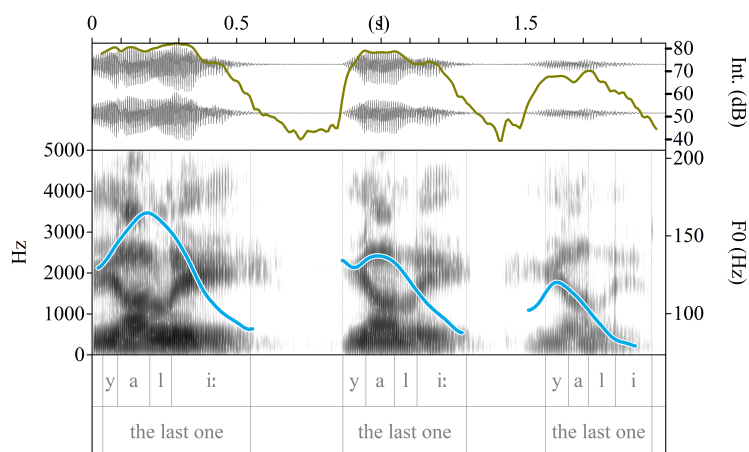 0 0.5 (s) 1.5
80
70
60
50
40
Int. (dB)
5000
4000
3000
2000
1000
0
Hz
200
150
100
F0 (Hz)
y a l iː y a l iː y a l i
the last one the last one the last one